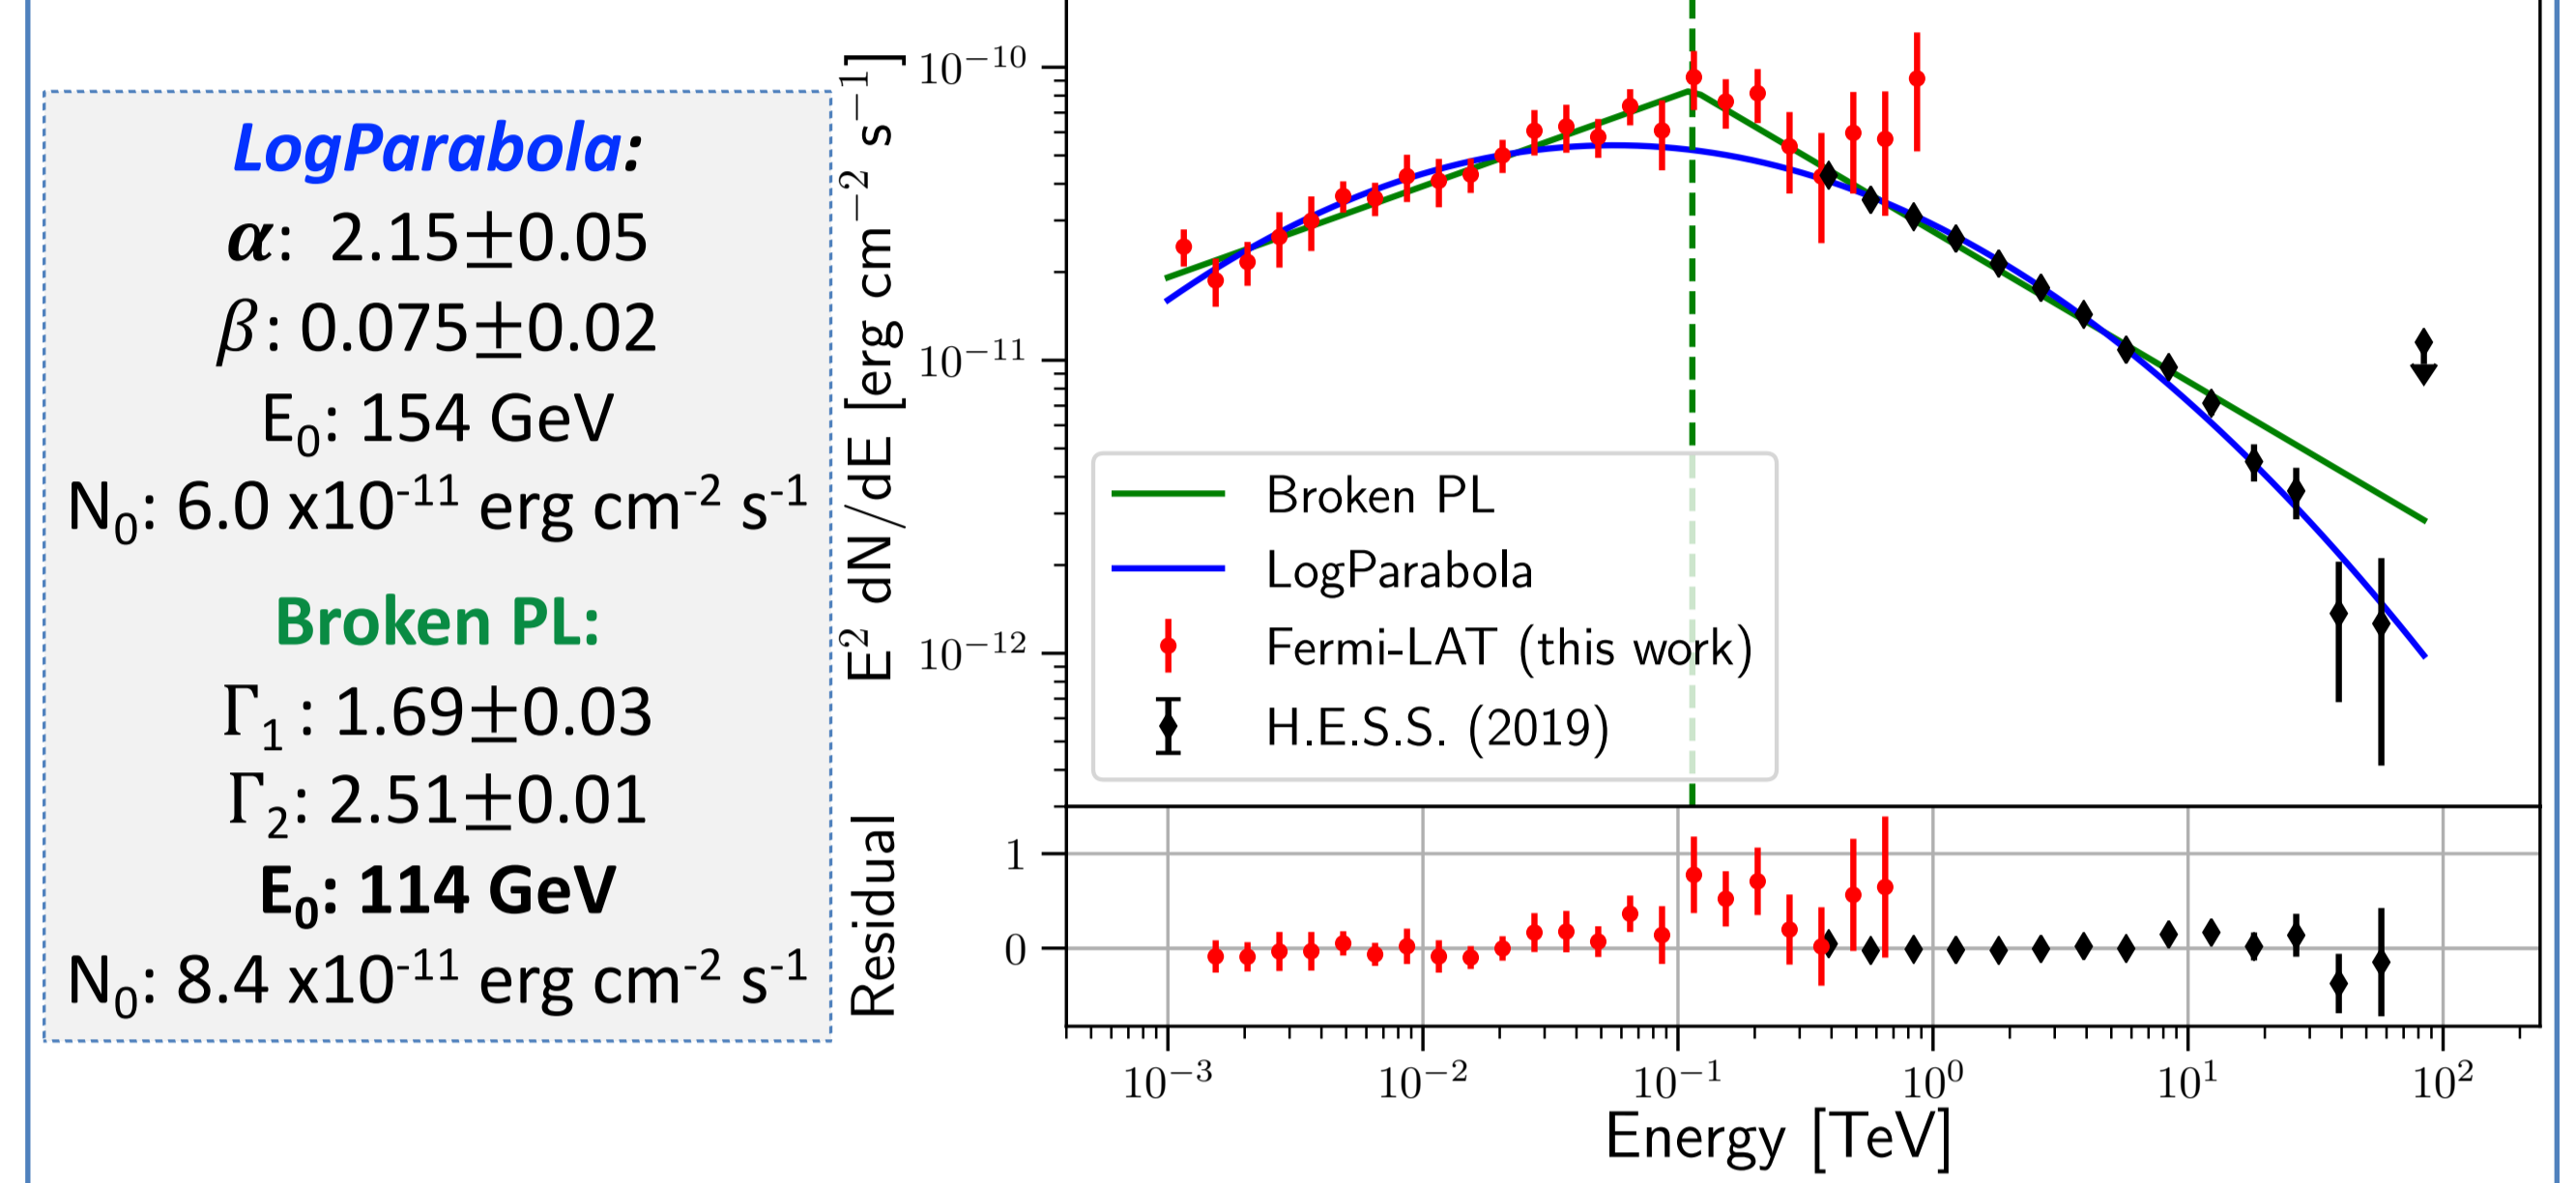 LogParabola:
α: 2.15±0.05
β: 0.075±0.02
E₀: 154 GeV
N₀: 6.0 x10⁻¹¹ erg cm⁻² s⁻¹
Broken PL:
Γ₁ : 1.69±0.03
Γ₂: 2.51±0.01
E₀: 114 GeV
N₀: 8.4 x10⁻¹¹ erg cm⁻² s⁻¹
E² dN/dE [erg cm⁻² s⁻¹]
10⁻¹⁰
10⁻¹¹
10⁻¹²
Broken PL
LogParabola
Fermi-LAT (this work)
H.E.S.S. (2019)
Residual
1
0
10⁻³ 10⁻² 10⁻¹ 10⁰ 10¹ 10²
Energy [TeV]